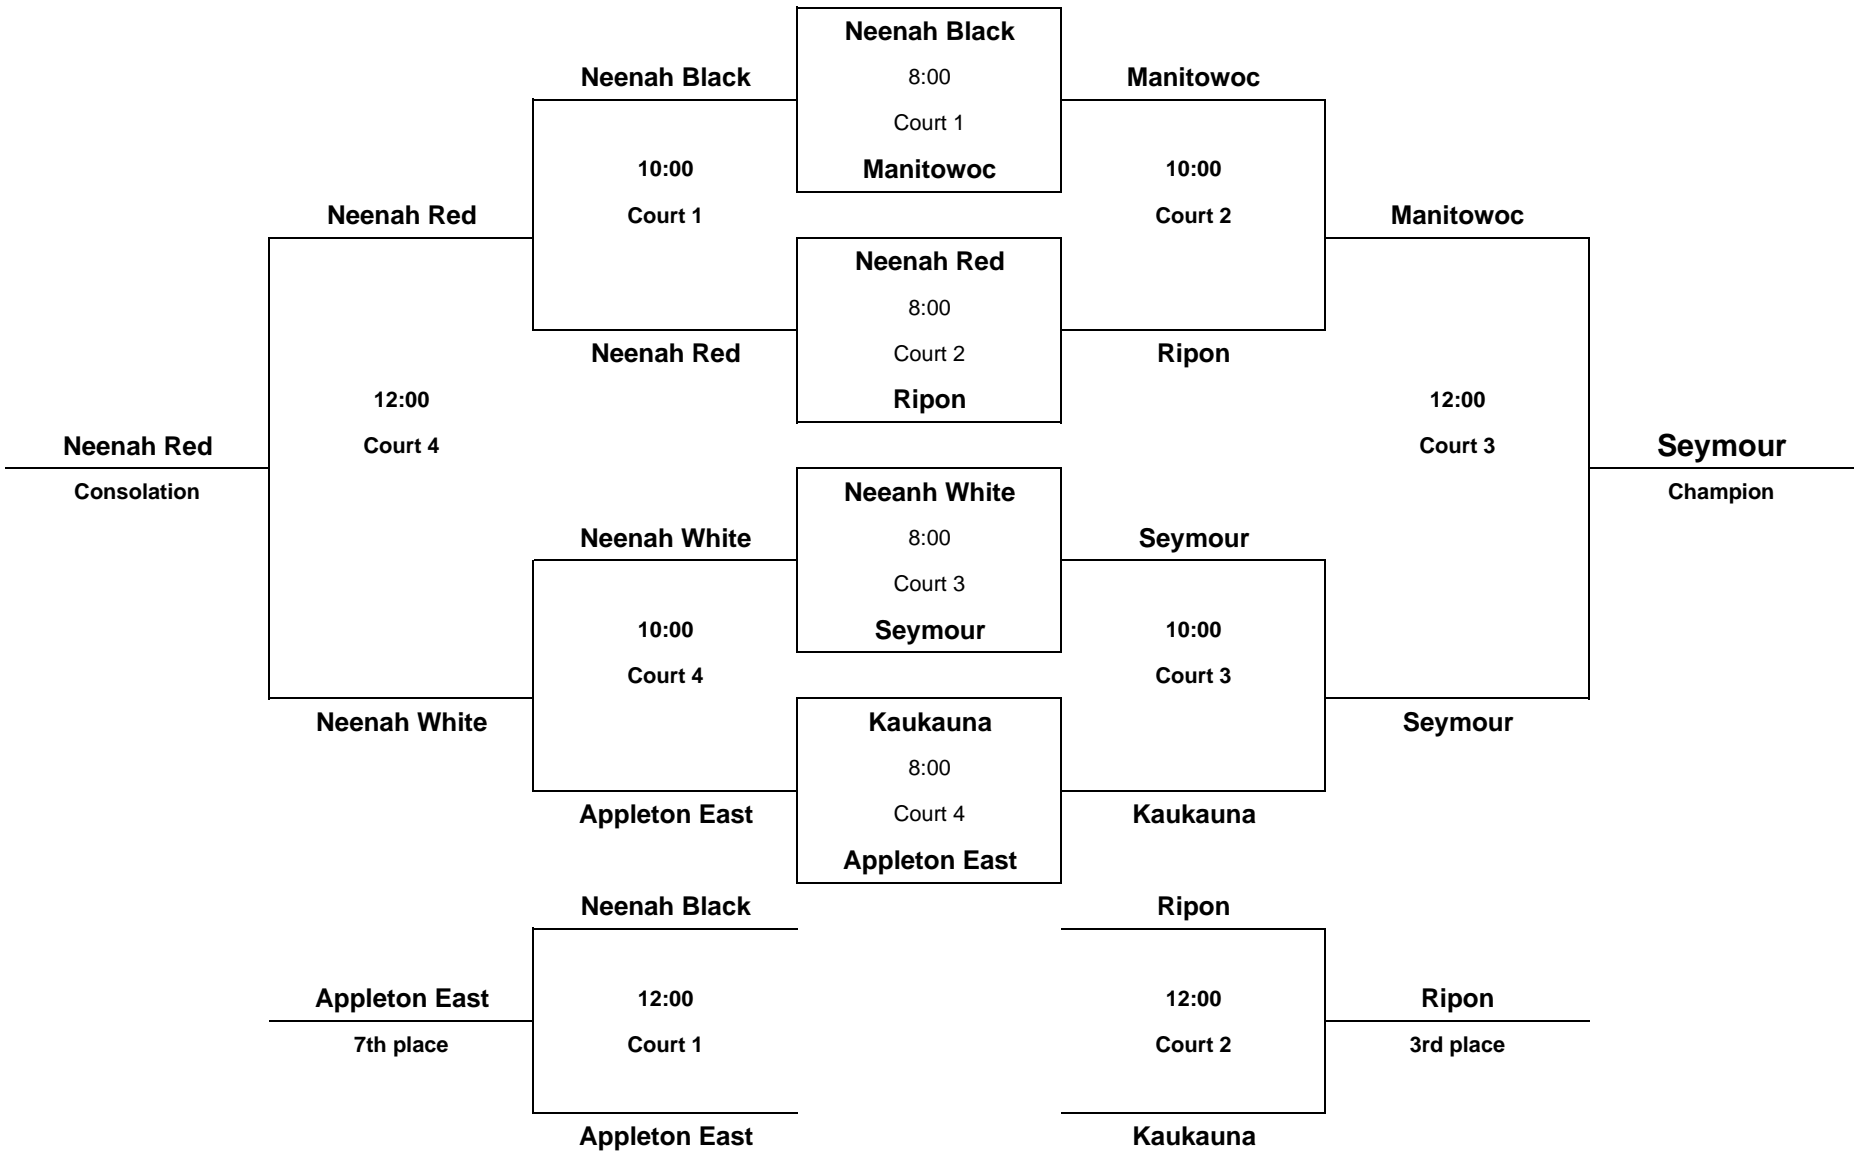 Neenah Black
Neenah Black 8:00 Manitowoc
Court 1
10:00 Manitowoc 10:00
Neenah Red Court 1 Court 2 Manitowoc
Neenah Red
8:00
Neenah Red Court 2 Ripon
12:00 Ripon 12:00
Neenah Red Court 4 Court 3 Seymour
Consolation Neeanh White Champion
Neenah White 8:00 Seymour
Court 3
10:00 Seymour 10:00
Court 4 Court 3
Neenah White Kaukauna Seymour
8:00
Appleton East Court 4 Kaukauna
Appleton East
Neenah Black Ripon
Appleton East 12:00 12:00 Ripon
7th place Court 1 Court 2 3rd place
Appleton East Kaukauna